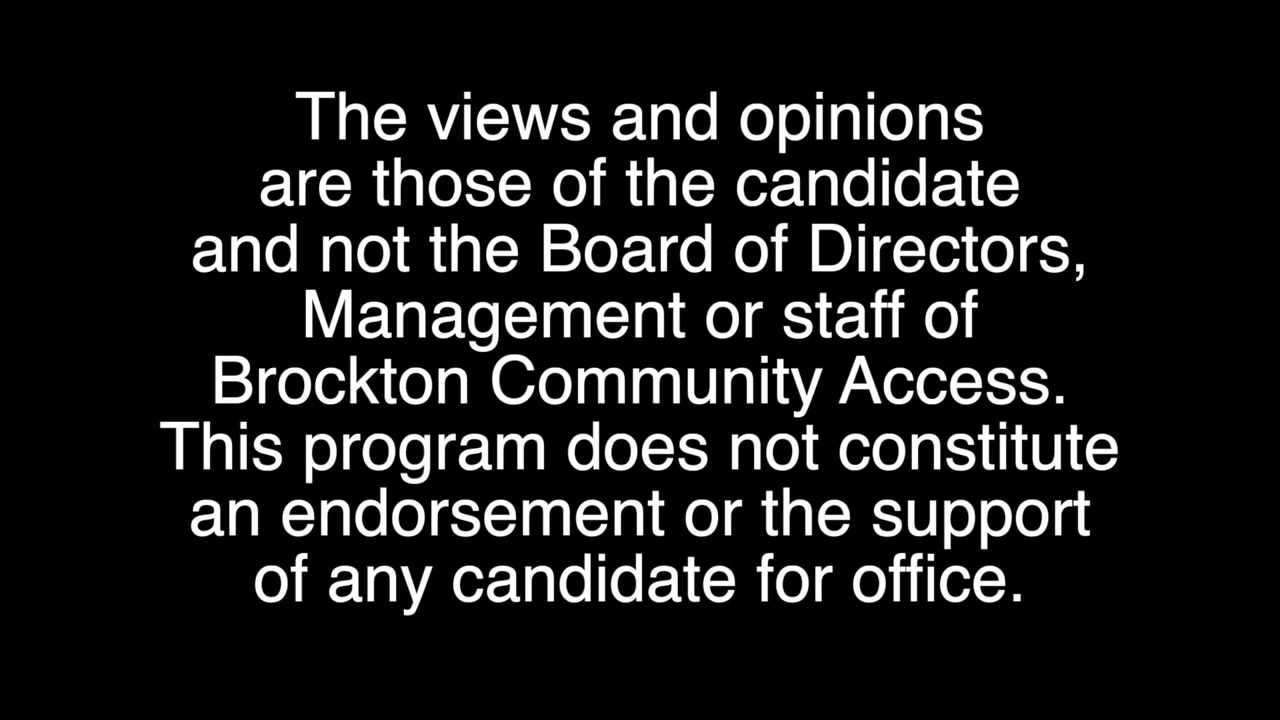 The views and opinions
are those of the candidate
and not the Board of Directors,
Management or staff of
Brockton Community Access.
This program does not constitute
an endorsement or the support
of any candidate for office.